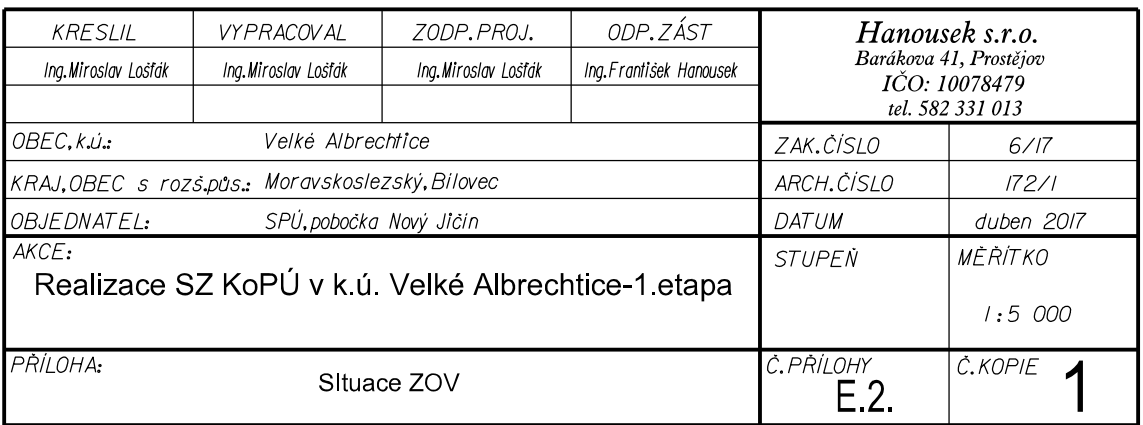 KRESLIL VYPRACOVAL ZODP.PROJ. ODP.ZÁST
Ing.Miroslav Lošťák Ing.Miroslav Lošťák Ing.Miroslav Lošťák Ing.František Hanousek
Hanousek s.r.o.
Barákova 41, Prostějov
IČO: 10078479
tel. 582 331 013
OBEC,k.ú.: Velké Albrechtice
ZAK.ČÍSLO 6/17
KRAJ,OBEC s rozš.půs.: Moravskoslezský,Bílovec
ARCH.ČÍSLO 172/1
OBJEDNATEL: SPÚ,pobočka Nový Jičín
DATUM duben 2017
AKCE:
Realizace SZ KoPÚ v k.ú. Velké Albrechtice-1.etapa
STUPEŇ MĚŘÍTKO
1:5 000
PŘÍLOHA:
SItuace ZOV
Č.PŘÍLOHY
E.2.
Č.KOPIE 1